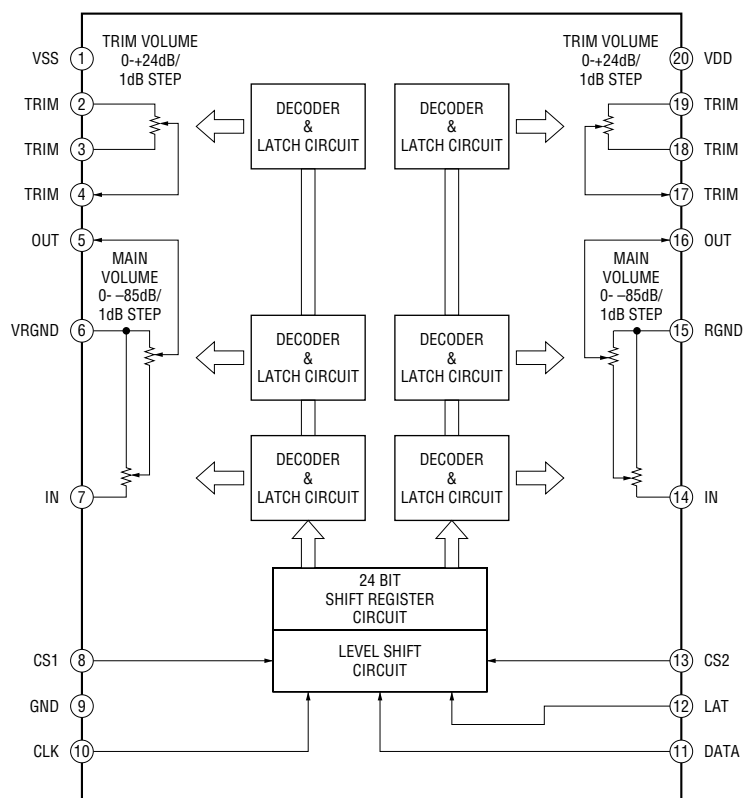 TRIM VOLUME
0-+24dB/
1dB STEP
TRIM VOLUME
0-+24dB/
1dB STEP
VSS 1
20 VDD
TRIM 2
19 TRIM
TRIM 3
18 TRIM
TRIM 4
17 TRIM
DECODER
&
LATCH CIRCUIT
DECODER
&
LATCH CIRCUIT
OUT 5
16 OUT
MAIN
VOLUME
0- –85dB/
1dB STEP
MAIN
VOLUME
0- –85dB/
1dB STEP
VRGND 6
15 RGND
DECODER
&
LATCH CIRCUIT
DECODER
&
LATCH CIRCUIT
DECODER
&
LATCH CIRCUIT
DECODER
&
LATCH CIRCUIT
IN 7
14 IN
24 BIT
SHIFT REGISTER
CIRCUIT
LEVEL SHIFT
CIRCUIT
CS1 8
13 CS2
GND 9
12 LAT
CLK 10
11 DATA